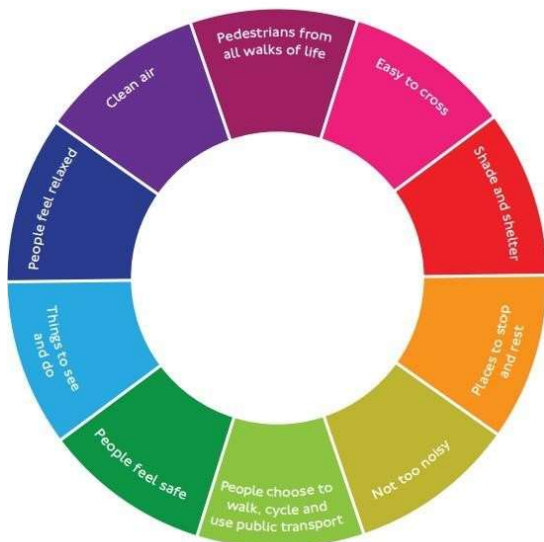 Pedestrians from
all walks of life
Easy to cross
Shade and shelter
Places to stop
and rest
Not too noisy
People choose to
walk, cycle and
use public transport
People feel safe
Things to see
and do
People feel relaxed
Clean air